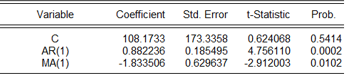 Variable Coefficient Std. Error t-Statistic Prob.
C 108.1733 173.3358 0.624068 0.5414
AR(1) 0.882236 0.185495 4.756110 0.0002
MA(1) -1.833506 0.629637 -2.912003 0.0102